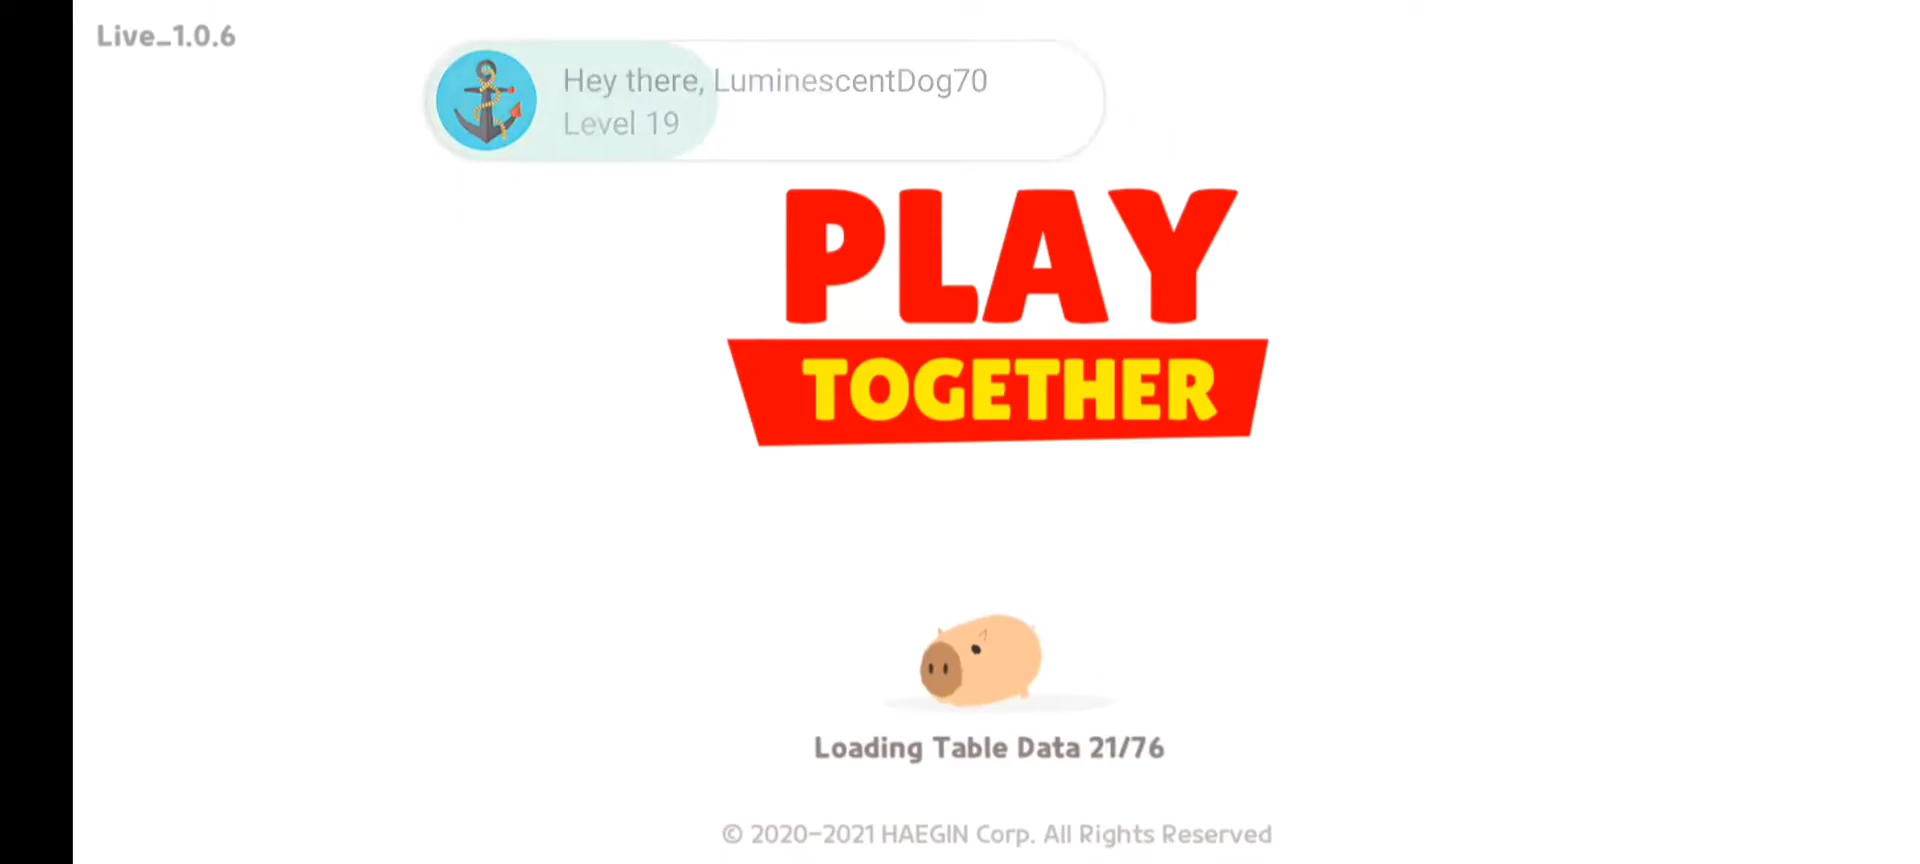 Live_1.0.6
Hey there, LuminescentDog70
Level 19
PLAY
TOGETHER
Loading Table Data 21/76
© 2020-2021 HAEGIN Corp. All Rights Reserved